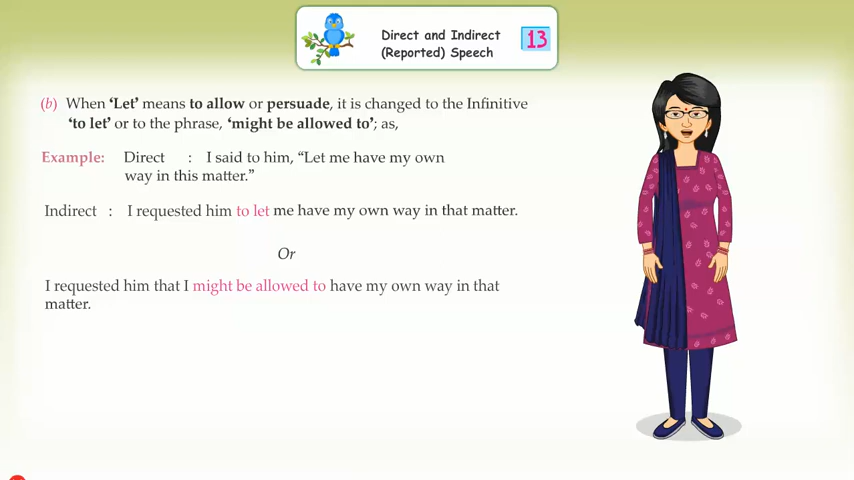 Direct and Indirect
(Reported) Speech
13
(b) When ‘Let’ means to allow or persuade, it is changed to the Infinitive
‘to let’ or to the phrase, ‘might be allowed to’; as,
Example: Direct : I said to him, “Let me have my own
way in this matter.”
Indirect : I requested him to let me have my own way in that matter.
Or
I requested him that I might be allowed to have my own way in that
matter.